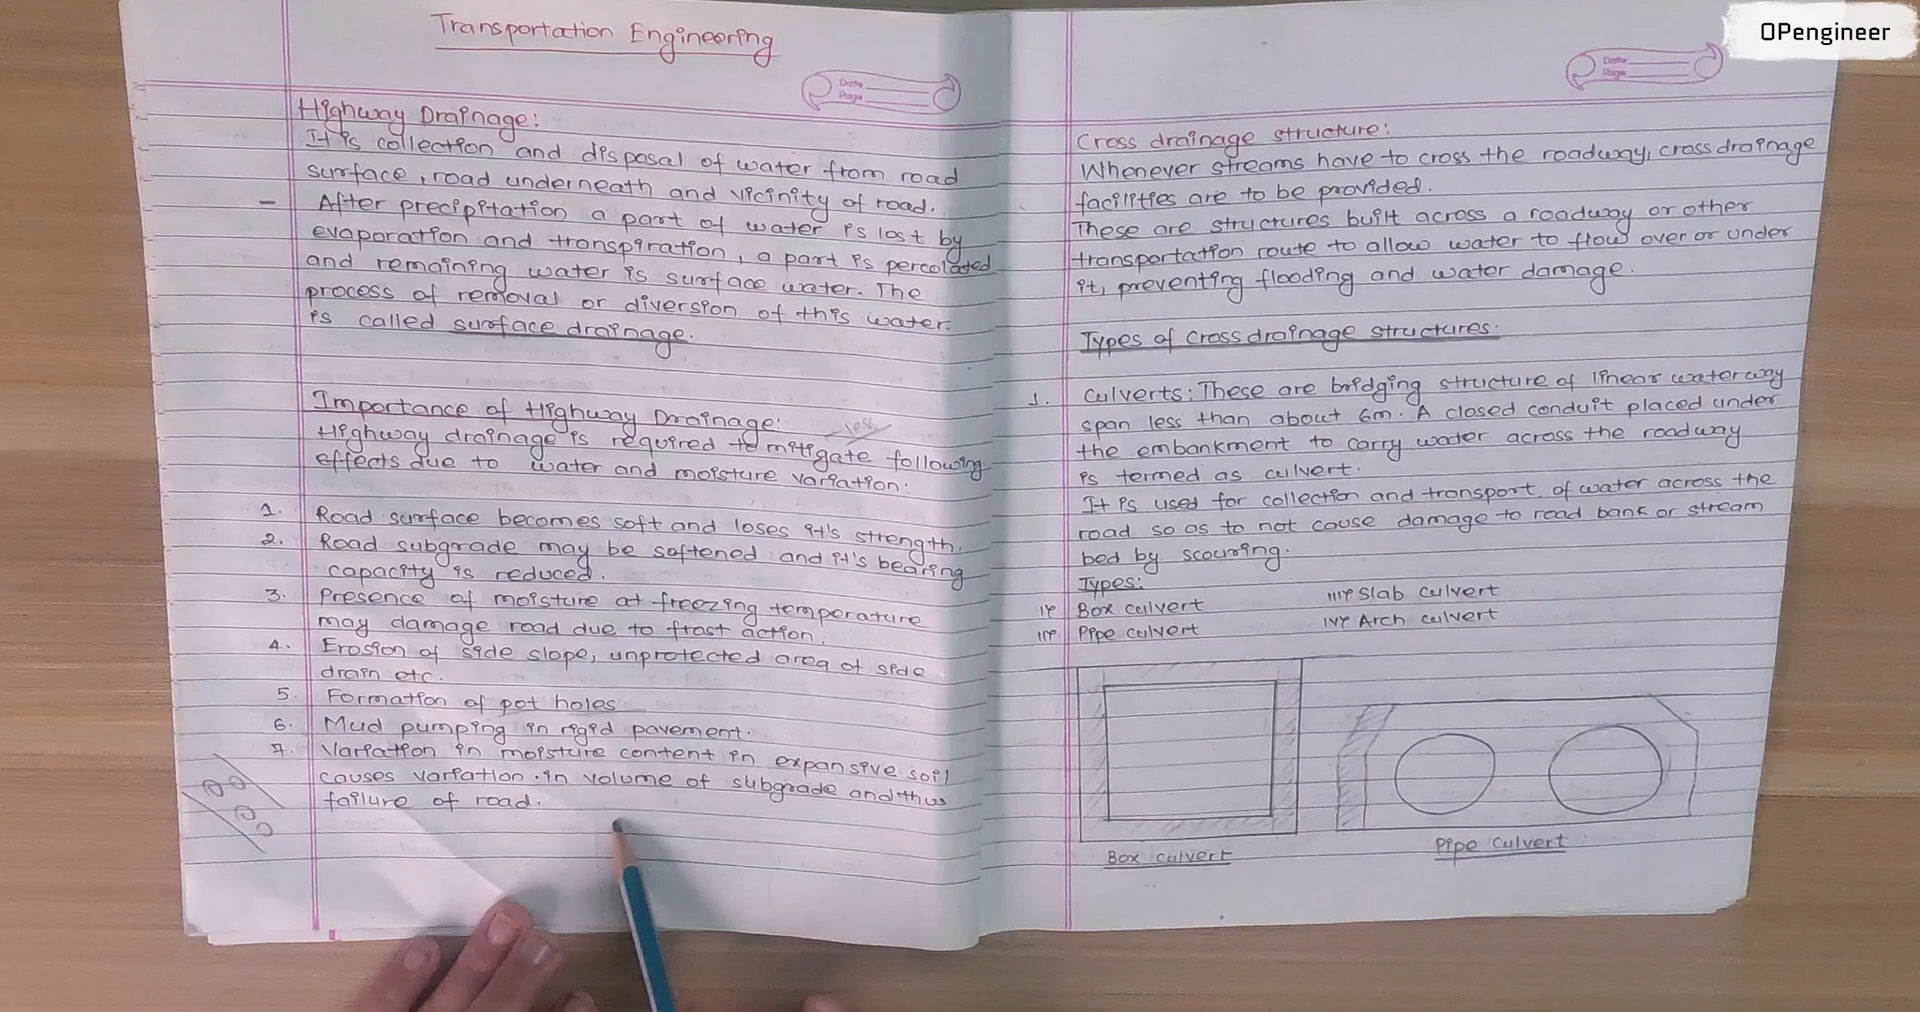 OPengineer
Transportation Engineering
Date
Page
Highway Drainage:
It is collection and disposal of water from road
surface, road underneath and vicinity of road.
- After precipitation a part of water is lost by
evaporation and transpiration, a part is percolated
and remaining water is surface water. The
process of removal or diversion of this water.
is called surface drainage.
Importance of Highway Drainage:
less
Highway drainage is required to mitigate following
effects due to water and moisture variation:
1. Road surface becomes soft and loses it's strength.
2. Road subgrade may be softened and it's bearing
capacity is reduced.
3. Presence of moisture at freezing temperature
may damage road due to frost action.
4. Erosion of side slope, unprotected area of side
drain etc.
5. Formation of pot holes
6. Mud pumping in rigid pavement.
7. Variation in moisture content in expansive soil
causes variation in volume of subgrade and thus
failure of road.
Date
Page
Cross drainage structure:
Whenever streams have to cross the roadway, cross drainage
facilities are to be provided.
These are structures built across a roadway or other
transportation route to allow water to flow over or under
it, preventing flooding and water damage.
Types of cross drainage structures.
1. Culverts: These are bridging structure of linear waterway
span less than about 6m. A closed conduit placed under
the embankment to carry water across the roadway
is termed as culvert.
It is used for collection and transport of water across the
road so as to not cause damage to road bank or stream
bed by scouring.
Types:
i) Box culvert iii) Slab culvert
ii) Pipe culvert iv) Arch culvert
Box culvert
Pipe culvert